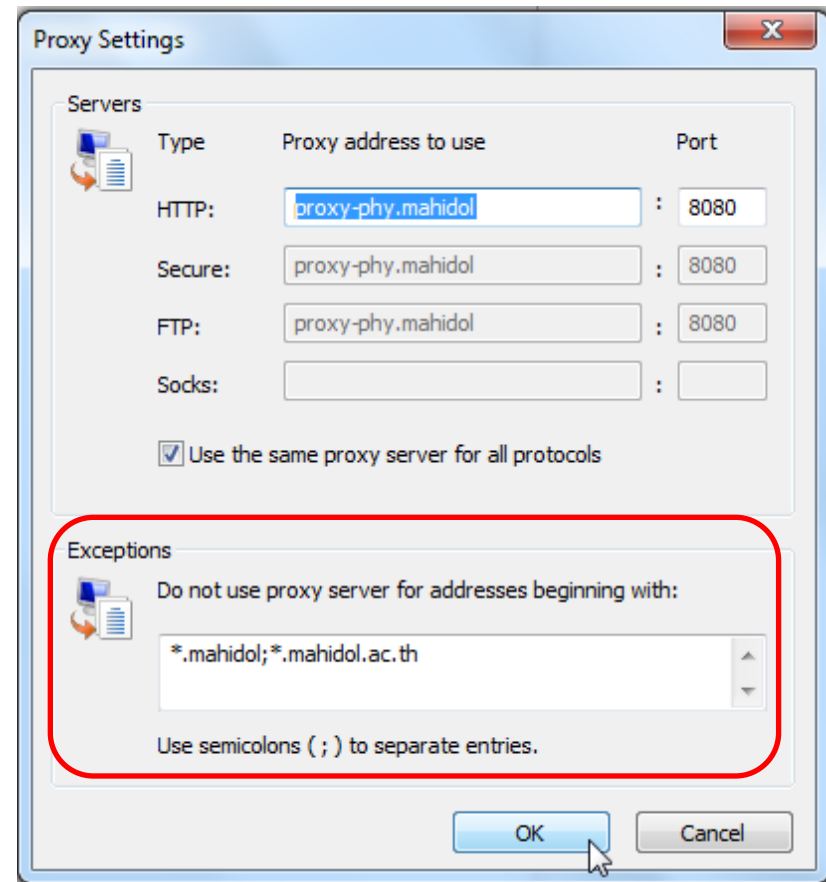 Proxy Settings
Servers
Type Proxy address to use Port
HTTP: proxy-phy.mahidol : 8080
Secure: proxy-phy.mahidol : 8080
FTP: proxy-phy.mahidol : 8080
Socks: :
Use the same proxy server for all protocols
Exceptions
Do not use proxy server for addresses beginning with:
*.mahidol;*.mahidol.ac.th
Use semicolons ( ; ) to separate entries.
OK Cancel